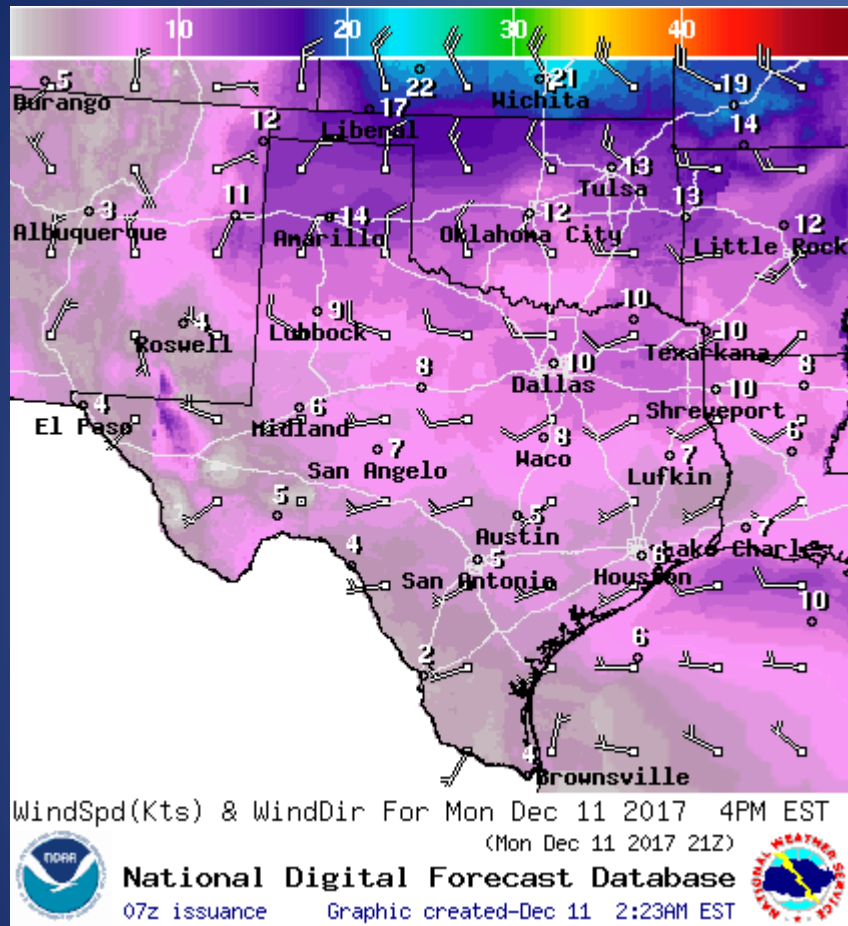 10 20 30 40
5 22 21 19
Durango Wichita
17
Liberal
12 14
13
Tulsa
3 11 14 12 13 12
Albuquerque Amarillo Oklahoma City Little Rock
4 9 10
Roswell Lubbock 10
Texarkana
10
Dallas
8 10 8
4 6 Shreveport
El Paso Midland
8 6
7 Waco 7
San Angelo Lufkin
5 5 7
Austin
4 5 6 Lake Charles
San Antonio Houston
10
2 6
4
Brownsville
WindSpd(Kts) & WindDir For Mon Dec 11 2017 4PM EST
(Mon Dec 11 2017 21Z)
NOAA
National Digital Forecast Database
07z issuance Graphic created-Dec 11 2:23AM EST
NATIONAL WEATHER SERVICE